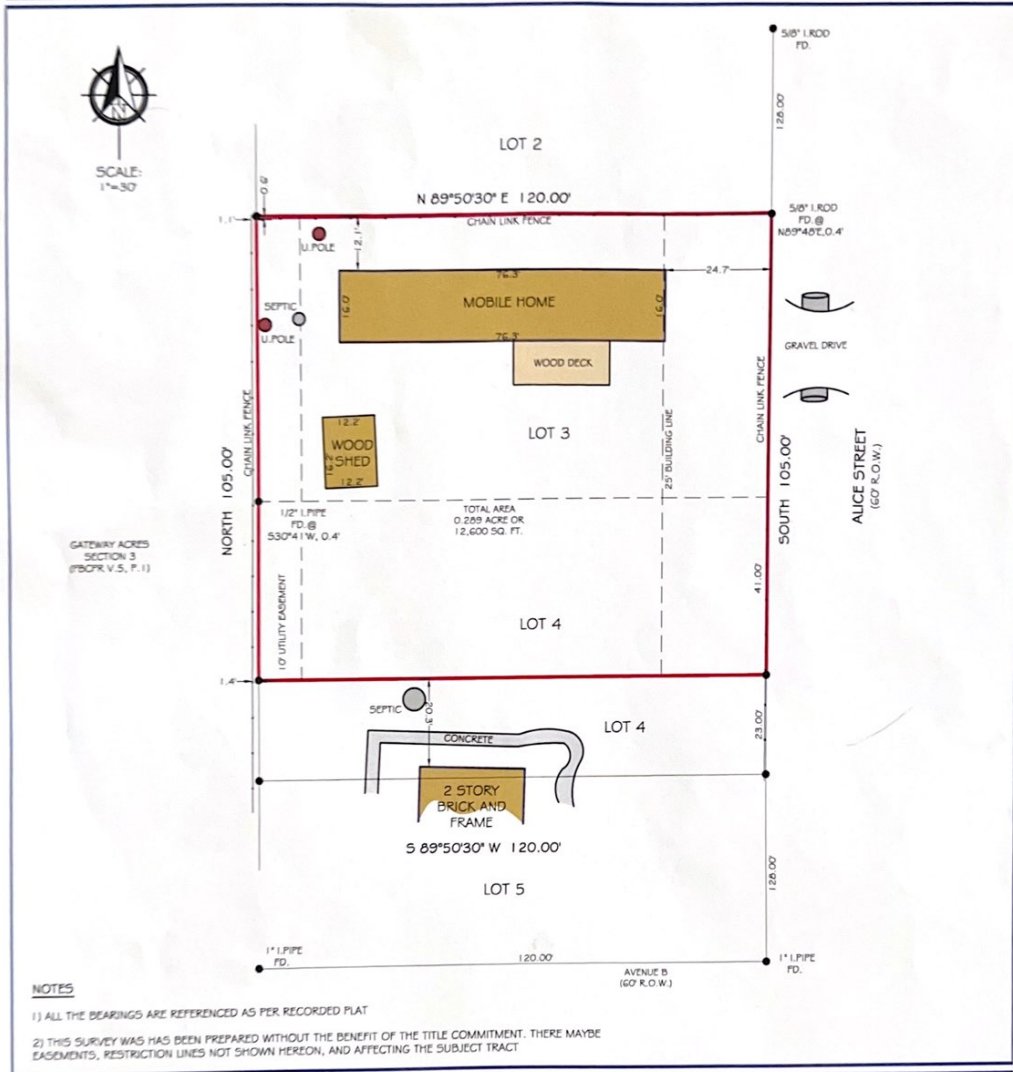 5/8" I.ROD
FD.
128.00'
N
SCALE:
1"=30'
LOT 2
0.6'
N 89°50'30" E 120.00'
5/8" I.ROD
FD.@
N89°48'E,0.4'
1.1'
CHAIN LINK FENCE
U.POLE
12.1'
24.7'
76.3'
MOBILE HOME
16.0'
16.0'
76.3'
SEPTIC
U.POLE
GRAVEL DRIVE
WOOD DECK
CHAIN LINK FENCE
CHAIN LINK FENCE
12.2'
WOOD
SHED
16.2'
12.2'
LOT 3
25' BUILDING LINE
ALICE STREET
(60' R.O.W.)
NORTH 105.00'
SOUTH 105.00'
1/2" I.PIPE
FD.@
S30°41'W, 0.4'
TOTAL AREA
0.289 ACRE OR
12,600 SQ. FT.
GATEWAY ACRES
SECTION 3
(FBCPR V.5, P.1)
41.00'
10' UTILITY EASEMENT
LOT 4
1.4'
SEPTIC
20.3'
LOT 4
23.00'
CONCRETE
2 STORY
BRICK AND
FRAME
S 89°50'30" W 120.00'
LOT 5
128.00'
1" I.PIPE
FD.
120.00'
AVENUE B
(60' R.O.W.)
1" I.PIPE
FD.
NOTES
1) ALL THE BEARINGS ARE REFERENCED AS PER RECORDED PLAT
2) THIS SURVEY WAS HAS BEEN PREPARED WITHOUT THE BENEFIT OF THE TITLE COMMITMENT. THERE MAYBE
EASEMENTS, RESTRICTION LINES NOT SHOWN HEREON, AND AFFECTING THE SUBJECT TRACT